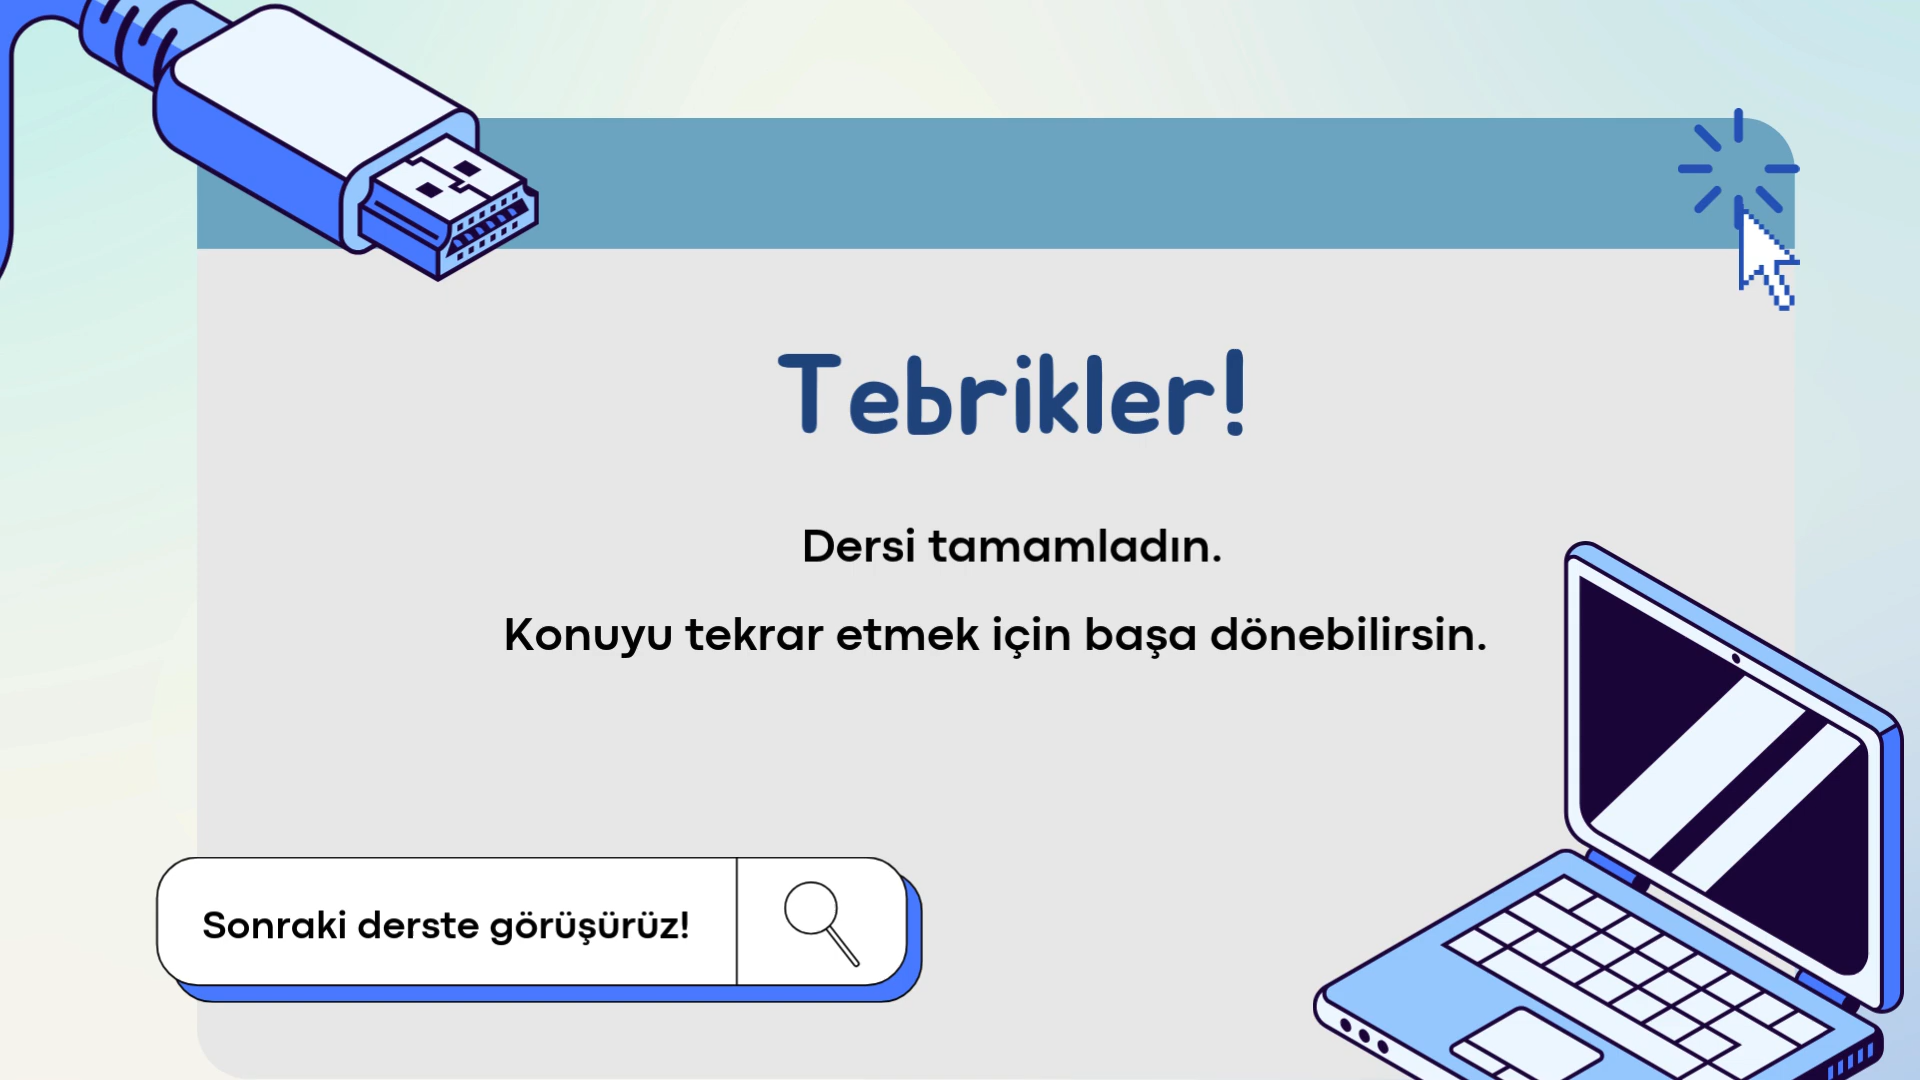 Tebrikler!
Dersi tamamladın.
Konuyu tekrar etmek için başa dönebilirsin.
Sonraki derste görüşürüz!